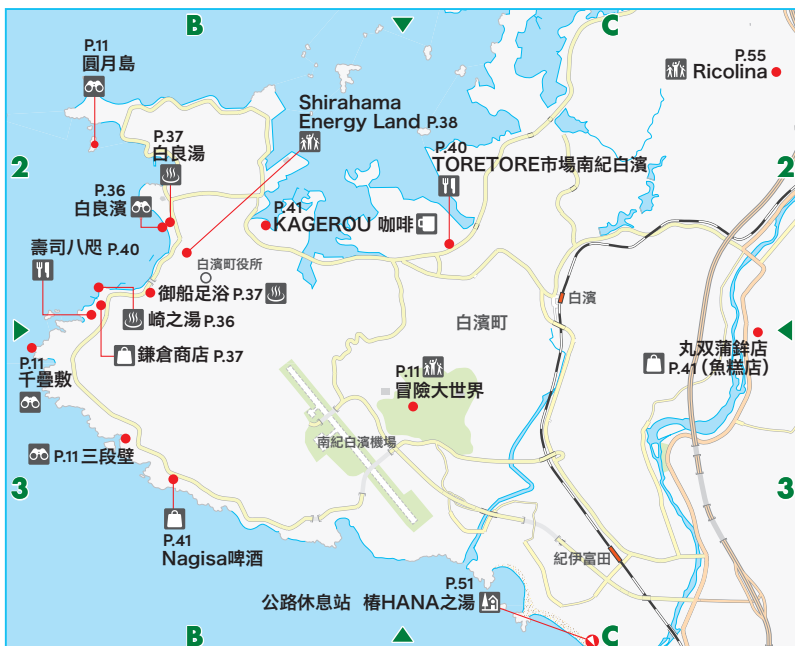 B
C
P.11
圓月島
P.55
Ricolina
Shirahama
Energy Land P.38
2
P.37
白良湯
P.40
TORETORE市場南紀白濱
2
P.36
白良濱
P.41
KAGEROU 咖啡
壽司八咫 P.40
白濱町役所
御船足浴 P.37
白濱
崎之湯 P.36
白濱町
鎌倉商店 P.37
丸双蒲鉾店
P.41 (魚糕店)
P.11
千疊敷
P.11
冒險大世界
南紀白濱機場
P.11 三段壁
3
3
P.41
Nagisa啤酒
紀伊富田
P.51
公路休息站 椿HANA之湯
B
C